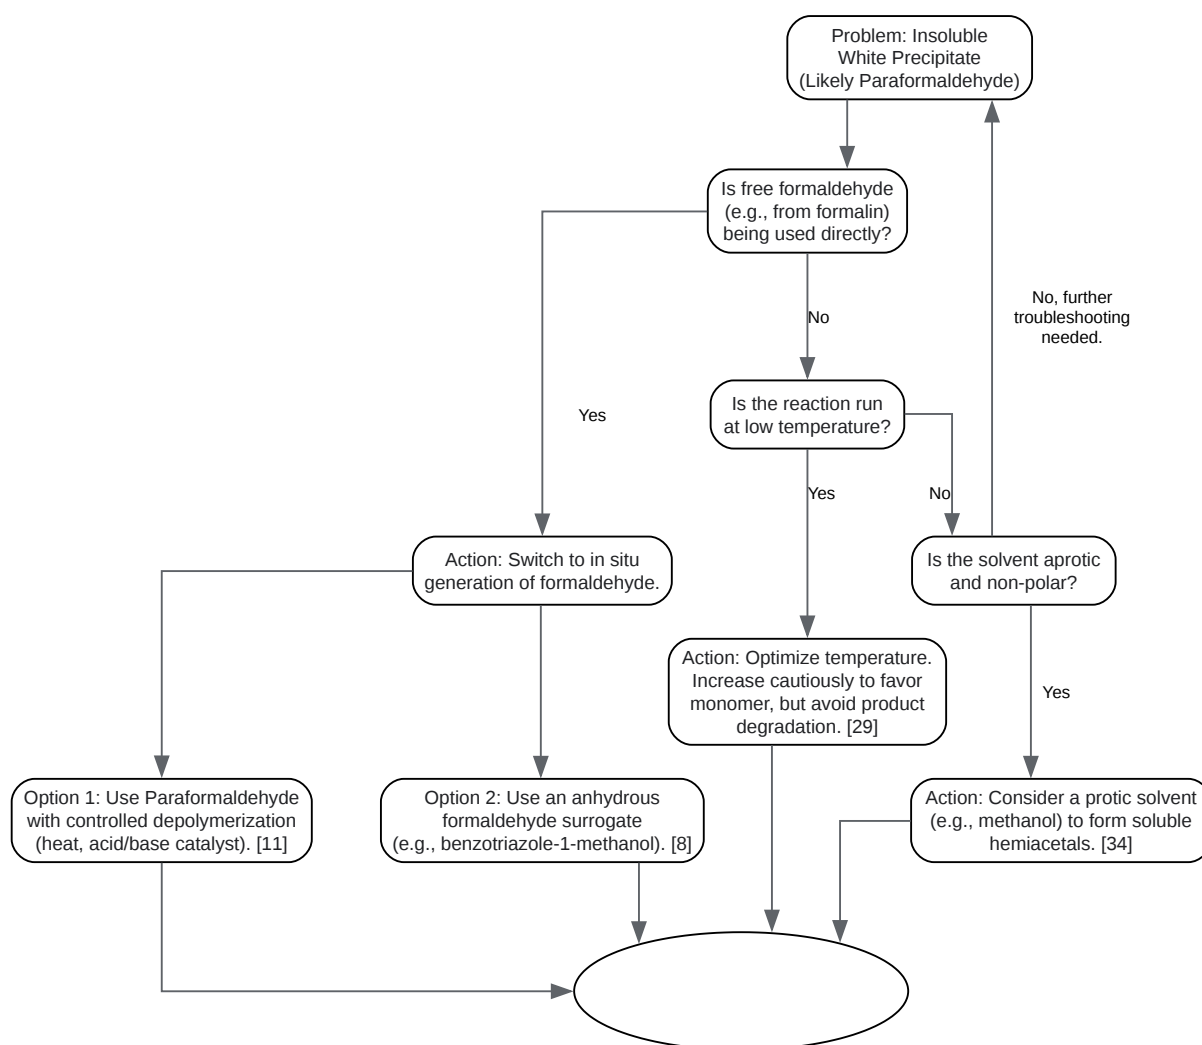 Problem: Insoluble
White Precipitate
(Likely Paraformaldehyde)
Is free formaldehyde
(e.g., from formalin)
being used directly?
No, further
troubleshooting
needed.
No
Is the reaction run
at low temperature?
Yes
Yes
No
Action: Switch to in situ
generation of formaldehyde.
Is the solvent aprotic
and non-polar?
Action: Optimize temperature.
Increase cautiously to favor
monomer, but avoid product
degradation. [29]
Yes
Option 1: Use Paraformaldehyde
with controlled depolymerization
(heat, acid/base catalyst). [11]
Option 2: Use an anhydrous
formaldehyde surrogate
(e.g., benzotriazole-1-methanol). [8]
Action: Consider a protic solvent
(e.g., methanol) to form soluble
hemiacetals. [34]